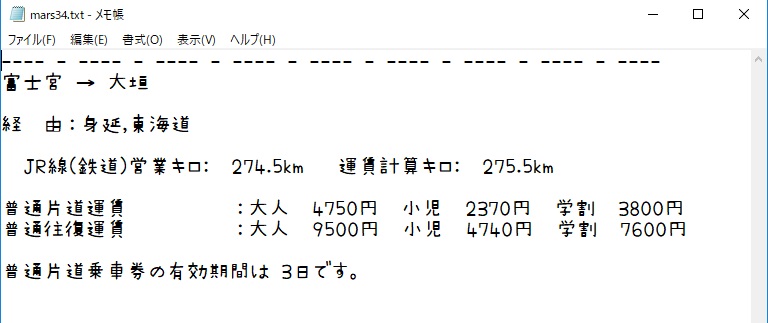 mars34.txt - メモ帳
ファイル(F) 編集(E) 書式(O) 表示(V) ヘルプ(H)
---- - ---- - ---- - ---- - ---- - ---- - ---- - ---- - ----
富士宮 → 大垣
経　由：身延,東海道
JR線(鉄道)営業キロ: 274.5km 運賃計算キロ: 275.5km
普通片道運賃 ：大人 4750円 小児 2370円 学割 3800円
普通往復運賃 ：大人 9500円 小児 4740円 学割 7600円
普通片道乗車券の有効期間は 3日です。